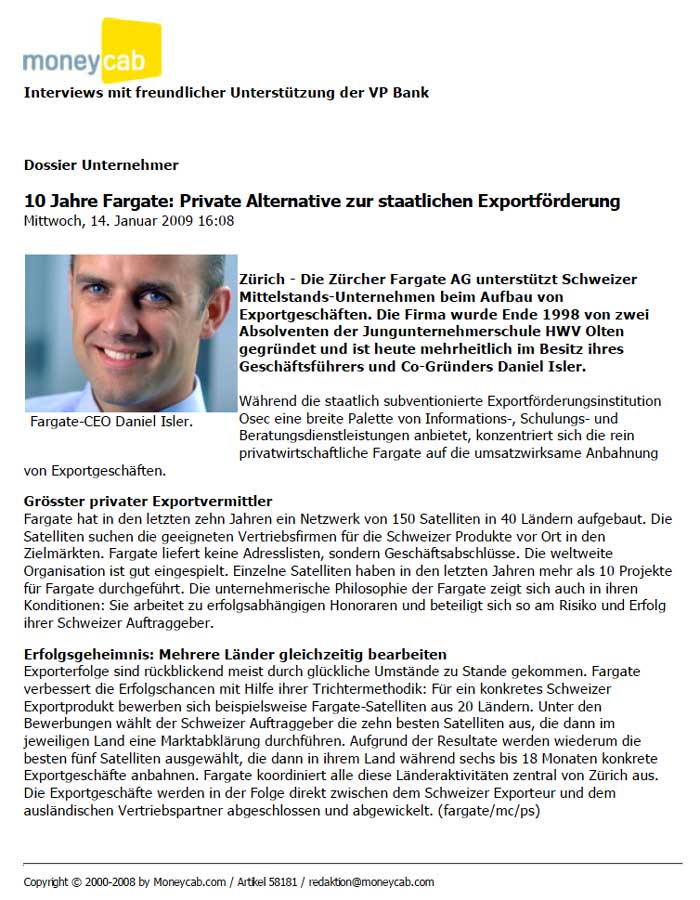 moneycab
Interviews mit freundlicher Unterstützung der VP Bank
Dossier Unternehmer
10 Jahre Fargate: Private Alternative zur staatlichen Exportförderung
Mittwoch, 14. Januar 2009 16:08
Zürich - Die Zürcher Fargate AG unterstützt Schweizer
Mittelstands-Unternehmen beim Aufbau von
Exportgeschäften. Die Firma wurde Ende 1998 von zwei
Absolventen der Jungunternehmerschule HWV Olten
gegründet und ist heute mehrheitlich im Besitz ihres
Geschäftsführers und Co-Gründers Daniel Isler.
Fargate-CEO Daniel Isler.
Während die staatlich subventionierte Exportförderungsinstitution
Osec eine breite Palette von Informations-, Schulungs- und
Beratungsdienstleistungen anbietet, konzentriert sich die rein
privatwirtschaftliche Fargate auf die umsatzwirksame Anbahnung
von Exportgeschäften.
Grösster privater Exportvermittler
Fargate hat in den letzten zehn Jahren ein Netzwerk von 150 Satelliten in 40 Ländern aufgebaut. Die
Satelliten suchen die geeigneten Vertriebsfirmen für die Schweizer Produkte vor Ort in den
Zielmärkten. Fargate liefert keine Adresslisten, sondern Geschäftsabschlüsse. Die weltweite
Organisation ist gut eingespielt. Einzelne Satelliten haben in den letzten Jahren mehr als 10 Projekte
für Fargate durchgeführt. Die unternehmerische Philosophie der Fargate zeigt sich auch in ihren
Konditionen: Sie arbeitet zu erfolgsabhängigen Honoraren und beteiligt sich so am Risiko und Erfolg
ihrer Schweizer Auftraggeber.
Erfolgsgeheimnis: Mehrere Länder gleichzeitig bearbeiten
Exporterfolge sind rückblickend meist durch glückliche Umstände zu Stande gekommen. Fargate
verbessert die Erfolgschancen mit Hilfe ihrer Trichtermethodik: Für ein konkretes Schweizer
Exportprodukt bewerben sich beispielsweise Fargate-Satelliten aus 20 Ländern. Unter den
Bewerbungen wählt der Schweizer Auftraggeber die zehn besten Satelliten aus, die dann im
jeweiligen Land eine Marktabklärung durchführen. Aufgrund der Resultate werden wiederum die
besten fünf Satelliten ausgewählt, die dann in ihrem Land während sechs bis 18 Monaten konkrete
Exportgeschäfte anbahnen. Fargate koordiniert alle diese Länderaktivitäten zentral von Zürich aus.
Die Exportgeschäfte werden in der Folge direkt zwischen dem Schweizer Exporteur und dem
ausländischen Vertriebspartner abgeschlossen und abgewickelt. (fargate/mc/ps)
Copyright © 2000-2008 by Moneycab.com / Artikel 58181 / redaktion@moneycab.com